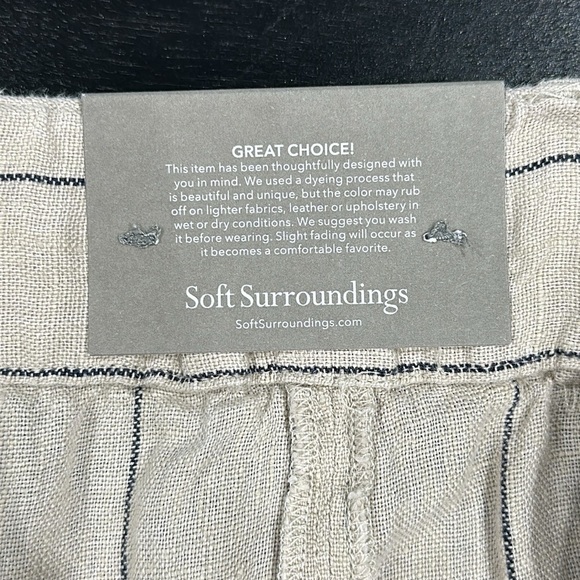 GREAT CHOICE!
This item has been thoughtfully designed with
you in mind. We used a dyeing process that
is beautiful and unique, but the color may rub
off on lighter fabrics, leather or upholstery in
wet or dry conditions. We suggest you wash
it before wearing. Slight fading will occur as
it becomes a comfortable favorite.
Soft Surroundings
SoftSurroundings.com